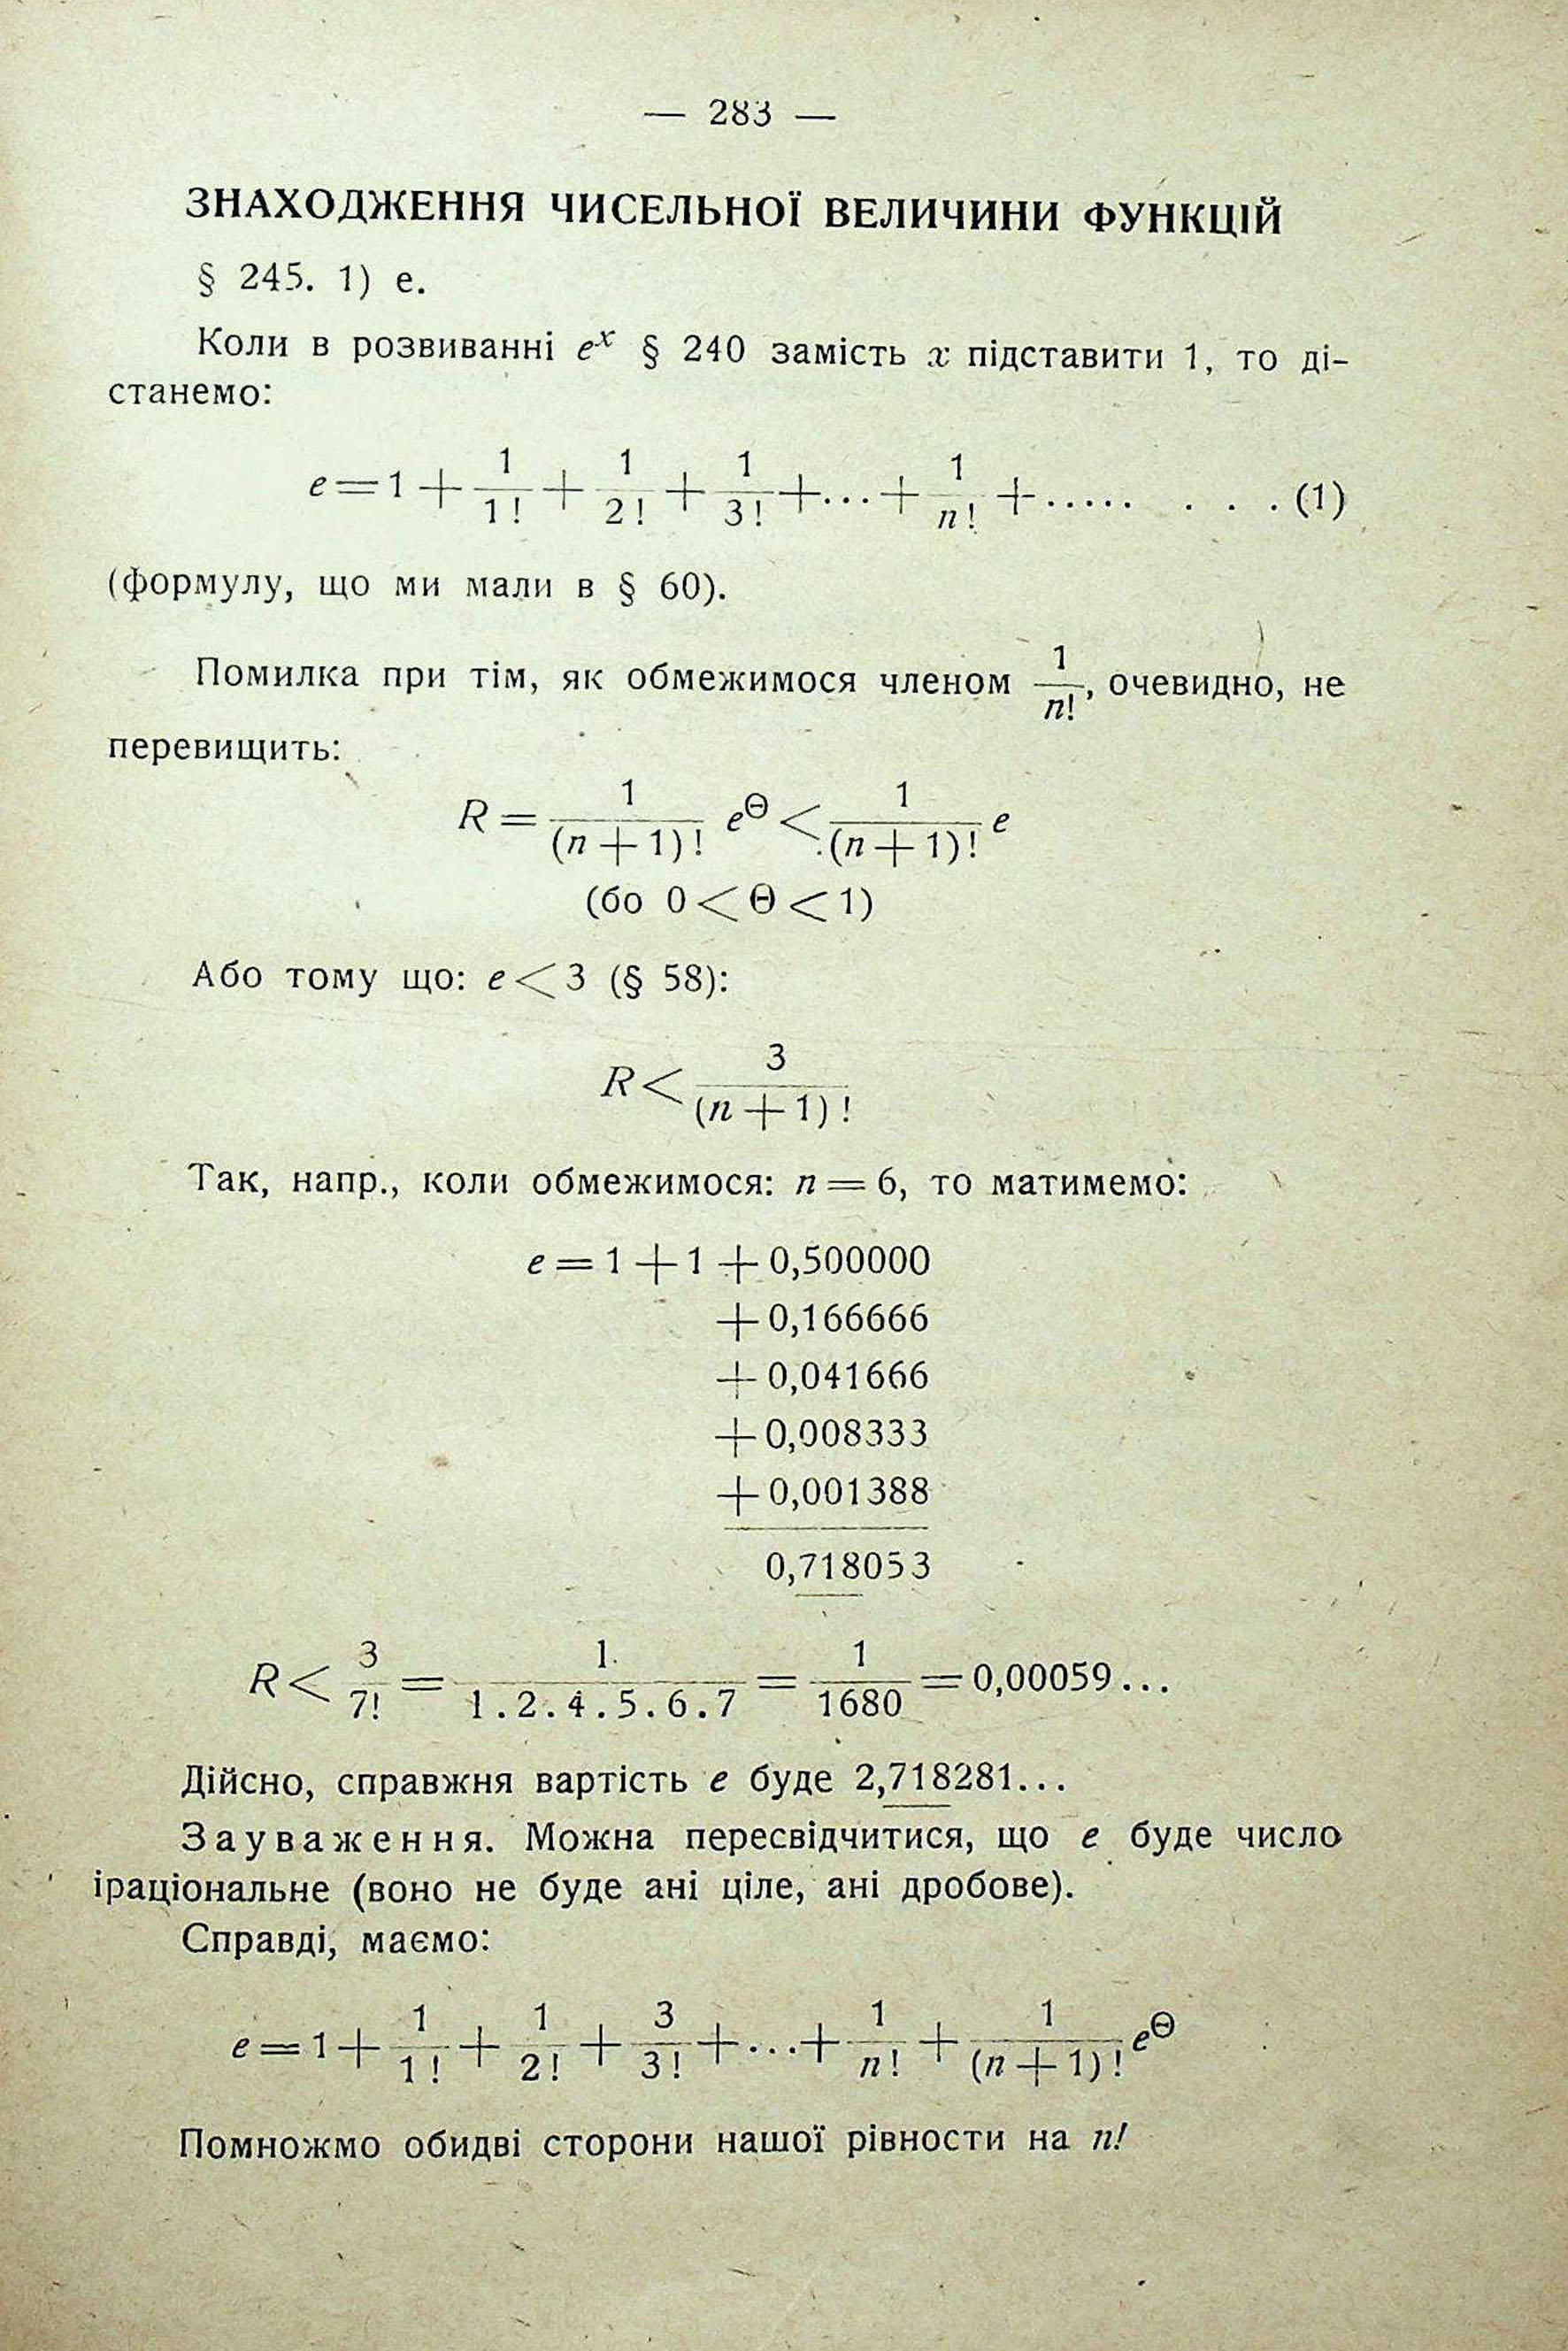 — 283 —
ЗНАХОДЖЕННЯ ЧИСЕЛЬНОЇ ВЕЛИЧИНИ ФУНКЦІЙ
§ 245. 1) е.
Коли в розвиванні eˣ § 240 замість x підставити 1, то ді-
станемо:
e = 1 + 1/1! + 1/2! + 1/3! + ... + 1/n! + ..... . . . (1)
(формулу, що ми мали в § 60).
Помилка при тім, як обмежимося членом 1/n!, очевидно, не
перевищить:
R = 1/(n + 1)! e^Θ < 1/(n + 1)! e
(бо 0 < Θ < 1)
Або тому що: e < 3 (§ 58):
R < 3/(n + 1)!
Так, напр., коли обмежимося: n = 6, то матимемо:
e = 1 + 1 + 0,500000
+ 0,166666
+ 0,041666
+ 0,008333
+ 0,001388
0,718053
R < 3/7! = 1/1.2.4.5.6.7 = 1/1680 = 0,00059...
Дійсно, справжня вартість e буде 2,718281...
Зауваження. Можна пересвідчитися, що e буде число
іраціональне (воно не буде ані ціле, ані дробове).
Справді, маємо:
e = 1 + 1/1! + 1/2! + 3/3! + ... + 1/n! + 1/(n + 1)! e^Θ
Помножмо обидві сторони нашої рівности на n!